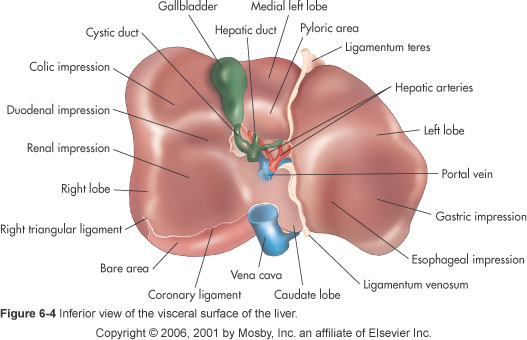 Gallbladder
Medial left lobe
Cystic duct
Hepatic duct
Pyloric area
Ligamentum teres
Colic impression
Hepatic arteries
Duodenal impression
Left lobe
Renal impression
Portal vein
Right lobe
Gastric impression
Right triangular ligament
Esophageal impression
Bare area
Vena cava
Ligamentum venosum
Coronary ligament
Caudate lobe
Figure 6-4 Inferior view of the visceral surface of the liver.
Copyright © 2006, 2001 by Mosby, Inc. an affiliate of Elsevier Inc.